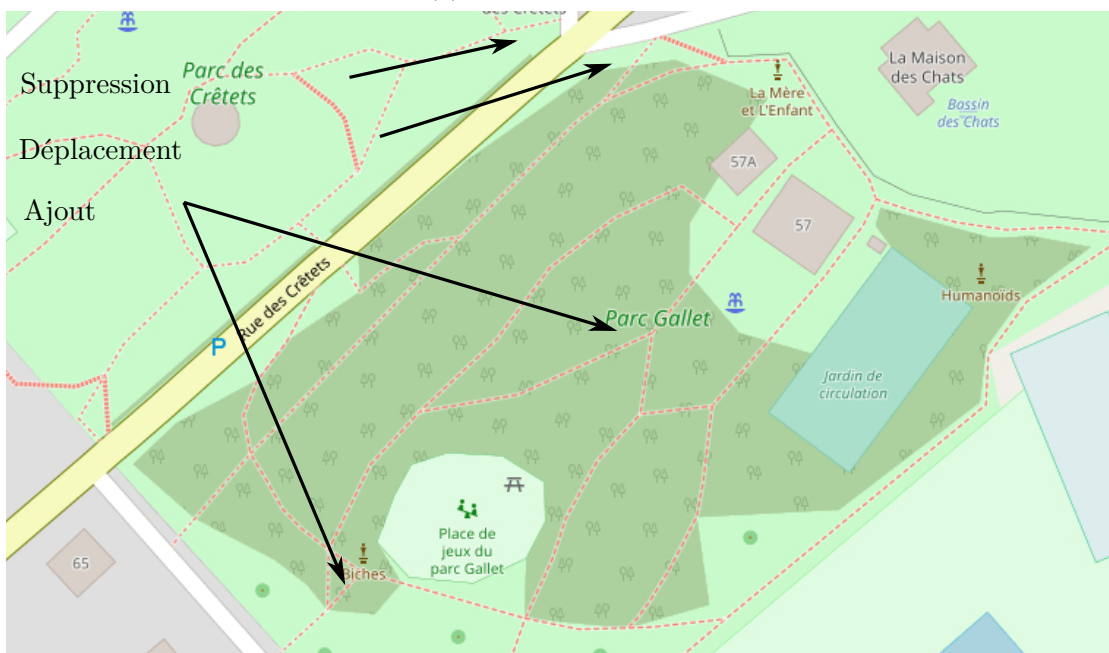 des Crêtets
Suppression
Parc des
Crêtets
Déplacement
Ajout
La Maison
des Chats
Bassin
des Chats
La Mère
et L'Enfant
57A
57
Humanoïds
Rue des Crêtets
P
Parc Gallet
Jardin de
circulation
Place de
jeux du
parc Gallet
Biches
65